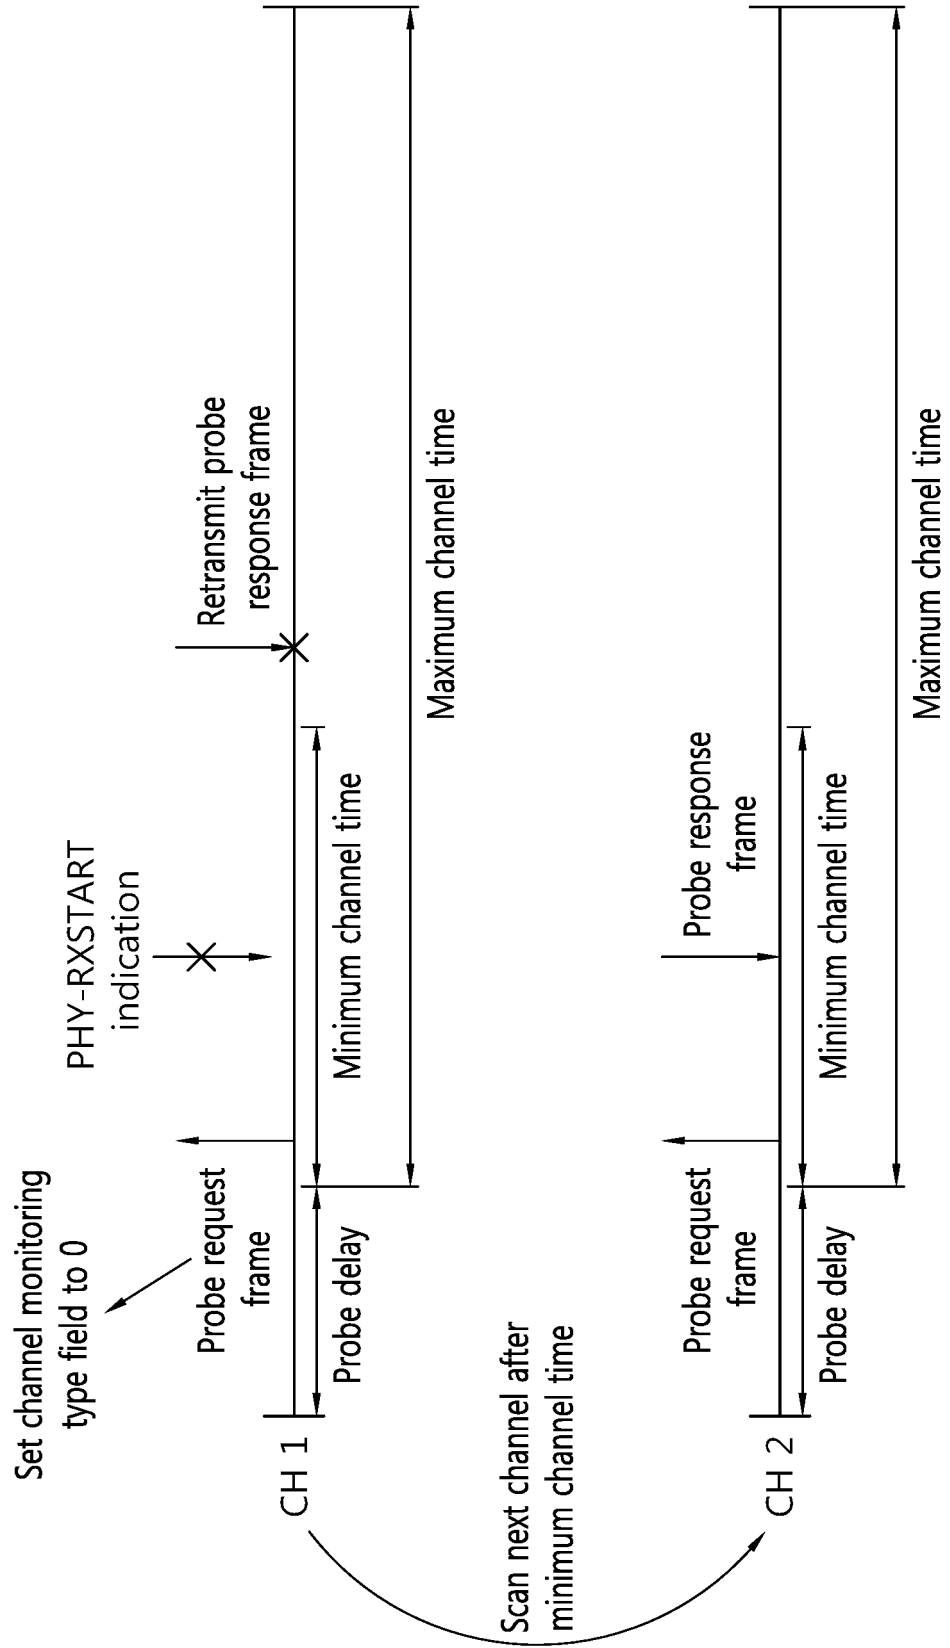 Set channel monitoring
type field to 0
PHY-RXSTART
indication
Probe request
frame
Retransmit probe
response frame
CH 1
Probe delay
Minimum channel time
Maximum channel time
Scan next channel after
minimum channel time
Probe request
frame
Probe response
frame
CH 2
Probe delay
Minimum channel time
Maximum channel time